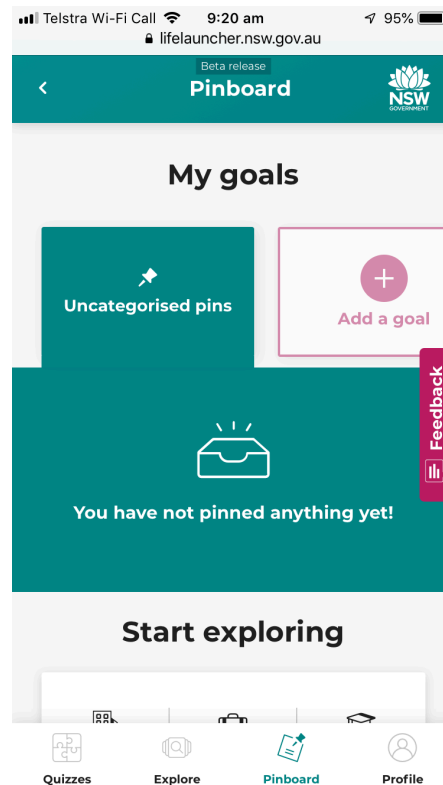 Telstra Wi-Fi Call 9:20 am 95%
lifelauncher.nsw.gov.au
Beta release
Pinboard
NSW
GOVERNMENT
My goals
Uncategorised pins
Add a goal
Feedback
You have not pinned anything yet!
Start exploring
Quizzes Explore Pinboard Profile